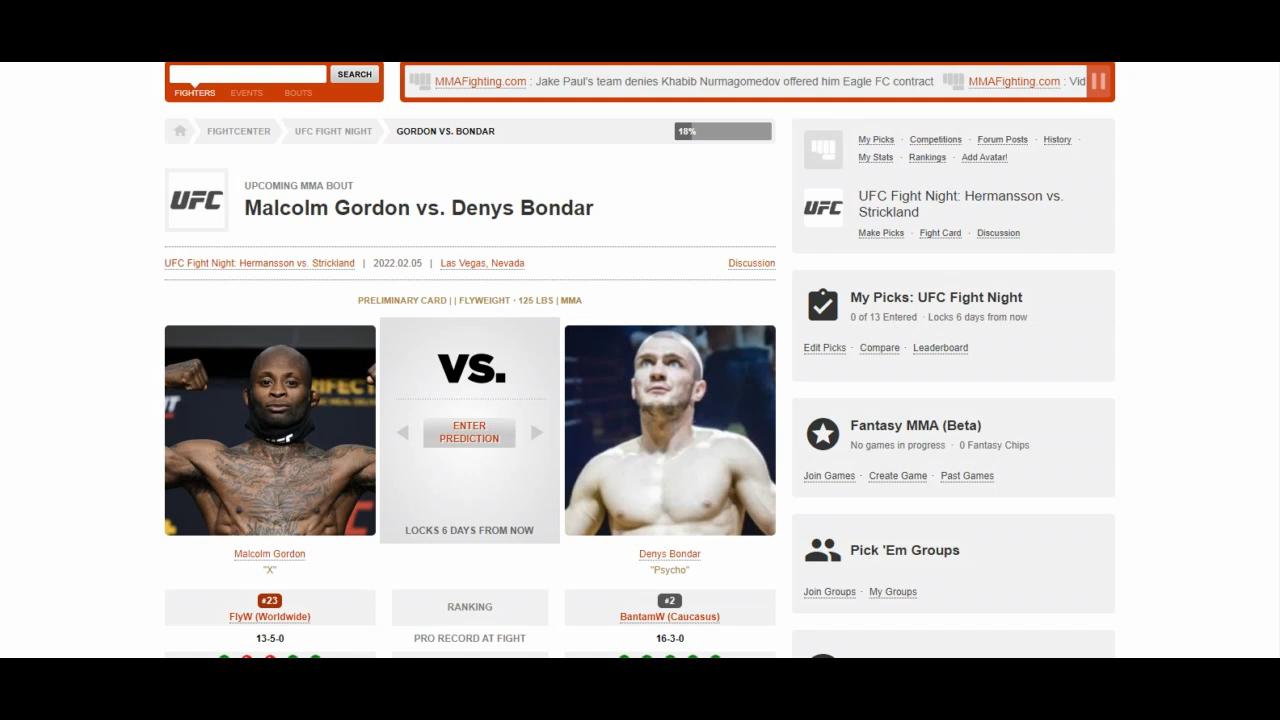 SEARCH
FIGHTERS EVENTS BOUTS
MMAFighting.com : Jake Paul's team denies Khabib Nurmagomedov offered him Eagle FC contract MMAFighting.com : Vid
FIGHTCENTER UFC FIGHT NIGHT GORDON VS. BONDAR 18%
UFC
UPCOMING MMA BOUT
Malcolm Gordon vs. Denys Bondar
UFC Fight Night: Hermansson vs. Strickland | 2022.02.05 | Las Vegas, Nevada Discussion
PRELIMINARY CARD | | FLYWEIGHT · 125 LBS | MMA
VS.
ENTER
PREDICTION
LOCKS 6 DAYS FROM NOW
Malcolm Gordon Denys Bondar
"X" "Psycho"
#23 RANKING #2
FlyW (Worldwide) BantamW (Caucasus)
13-5-0 PRO RECORD AT FIGHT 16-3-0
My Picks · Competitions · Forum Posts · History ·
My Stats · Rankings · Add Avatar!
UFC
UFC Fight Night: Hermansson vs.
Strickland
Make Picks · Fight Card · Discussion
My Picks: UFC Fight Night
0 of 13 Entered · Locks 6 days from now
Edit Picks · Compare · Leaderboard
Fantasy MMA (Beta)
No games in progress · 0 Fantasy Chips
Join Games · Create Game · Past Games
Pick 'Em Groups
Join Groups · My Groups